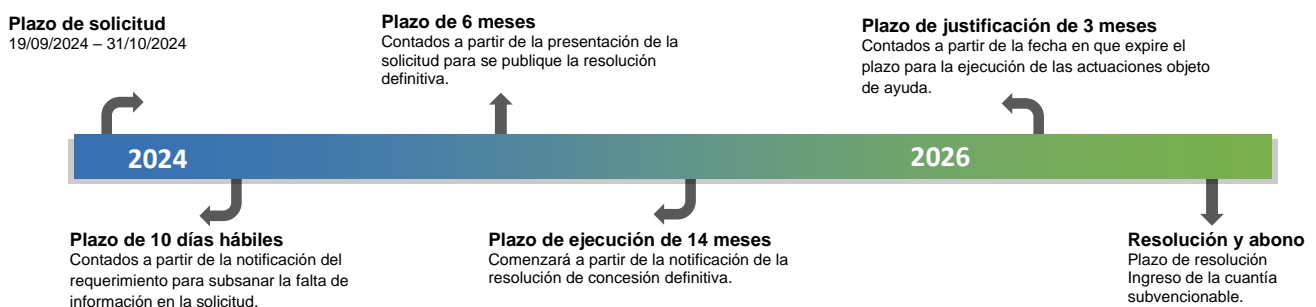 Plazo de solicitud
19/09/2024 – 31/10/2024
Plazo de 6 meses
Contados a partir de la presentación de la
solicitud para se publique la resolución
definitiva.
Plazo de justificación de 3 meses
Contados a partir de la fecha en que expire el
plazo para la ejecución de las actuaciones objeto
de ayuda.
2024
2026
Plazo de 10 días hábiles
Contados a partir de la notificación del
requerimiento para subsanar la falta de
información en la solicitud.
Plazo de ejecución de 14 meses
Comenzará a partir de la notificación de la
resolución de concesión definitiva.
Resolución y abono
Plazo de resolución
Ingreso de la cuantía
subvencionable.